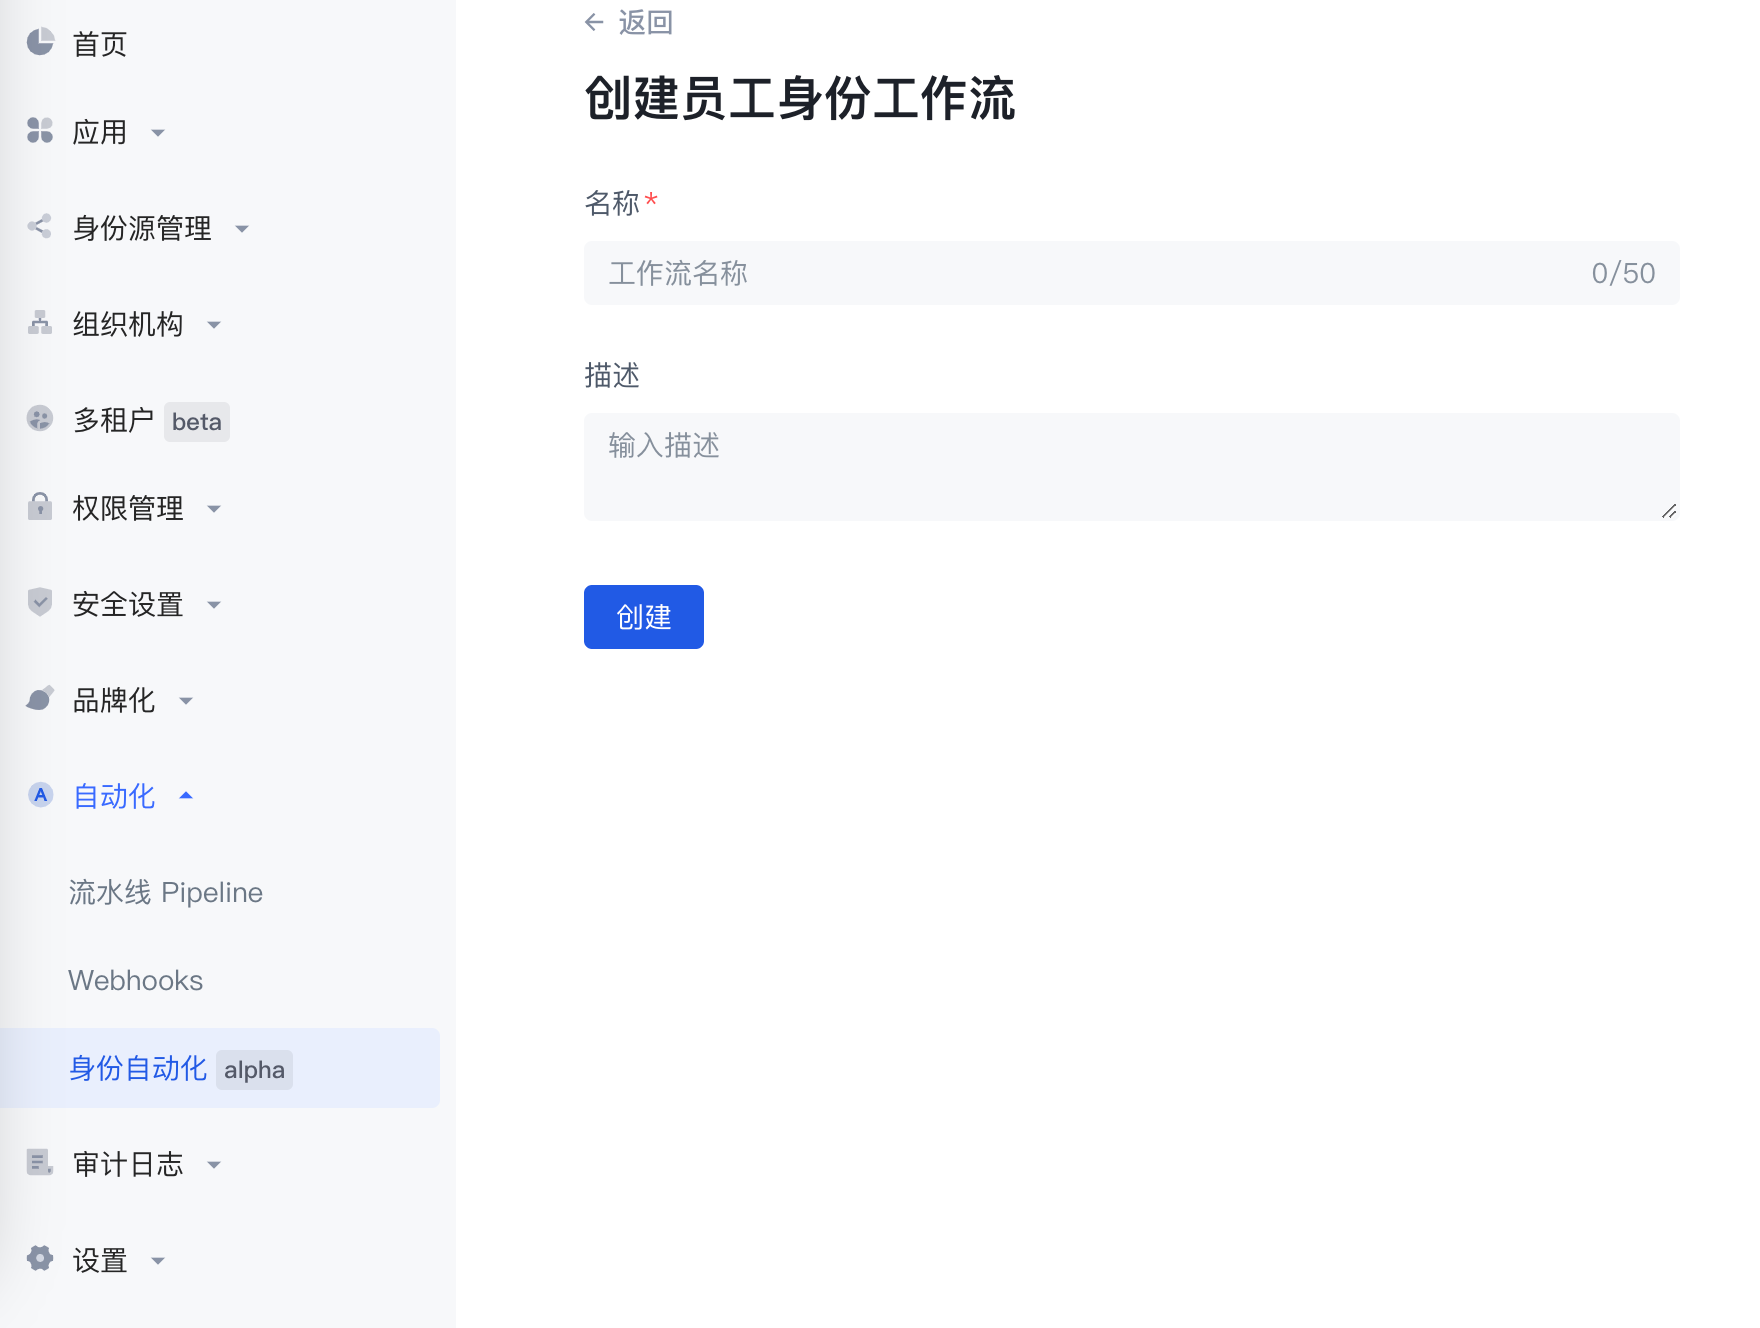 首页
应用
身份源管理
组织机构
多租户 beta
权限管理
安全设置
品牌化
A 自动化
流水线 Pipeline
Webhooks
身份自动化 alpha
审计日志
设置
← 返回
创建员工身份工作流
名称*
工作流名称 0/50
描述
输入描述
创建